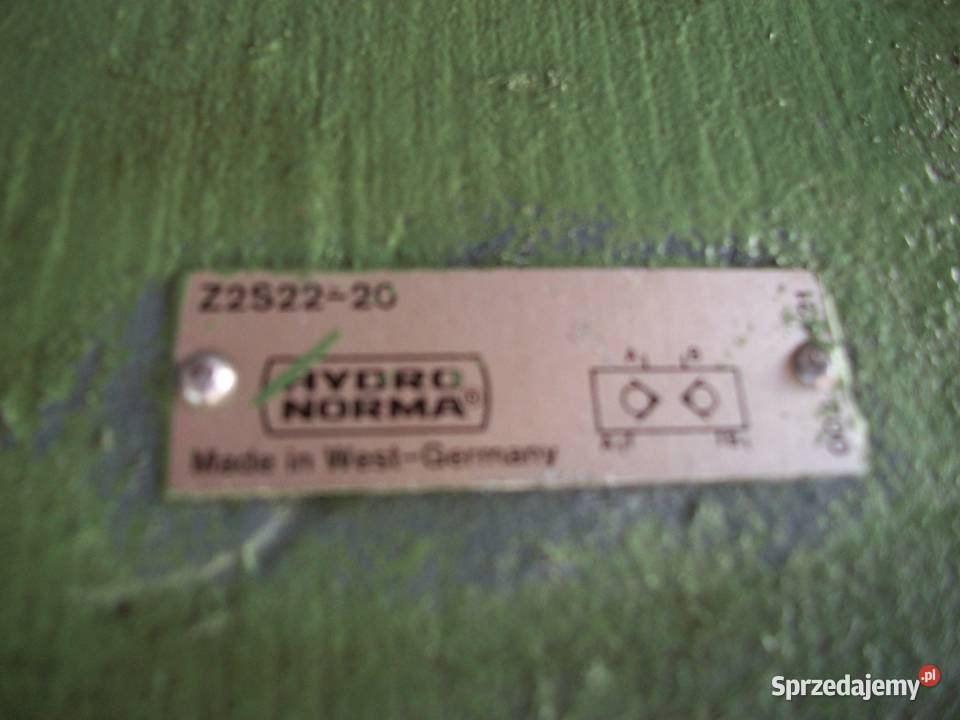 Z2S22-20
HYDRO
NORMA®
Made in West-Germany
A B
Sprzedajemy.pl